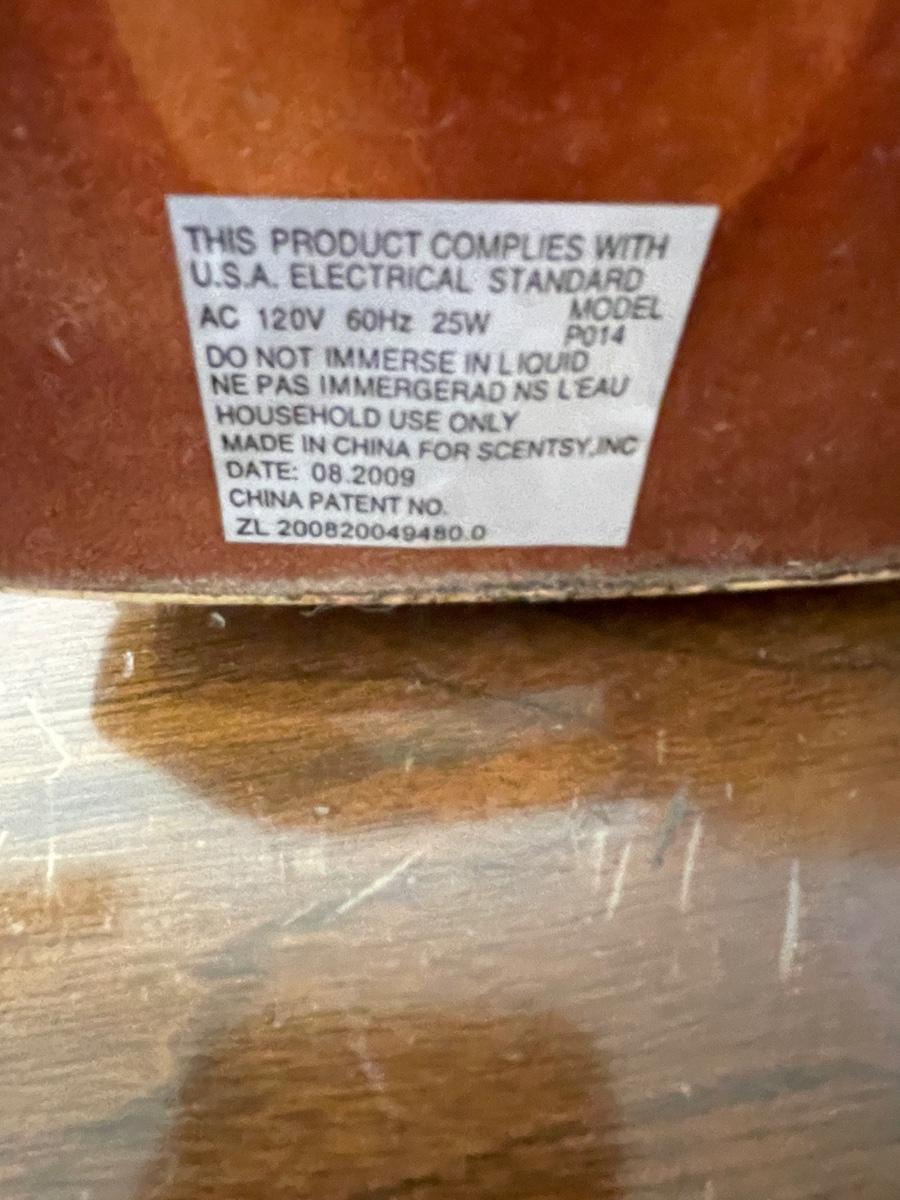 THIS PRODUCT COMPLIES WITH
U.S.A. ELECTRICAL STANDARD
AC 120V 60Hz 25W MODEL P014
DO NOT IMMERSE IN LIQUID
NE PAS IMMERGERAD NS L'EAU
HOUSEHOLD USE ONLY
MADE IN CHINA FOR SCENTSY,INC
DATE: 08.2009
CHINA PATENT NO.
ZL 200820049480.0